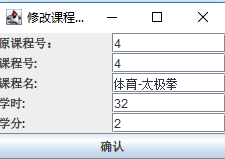 修改课程...
原课程号： 4
课程号: 4
课程名: 体育-太极拳
学时: 32
学分: 2
确认